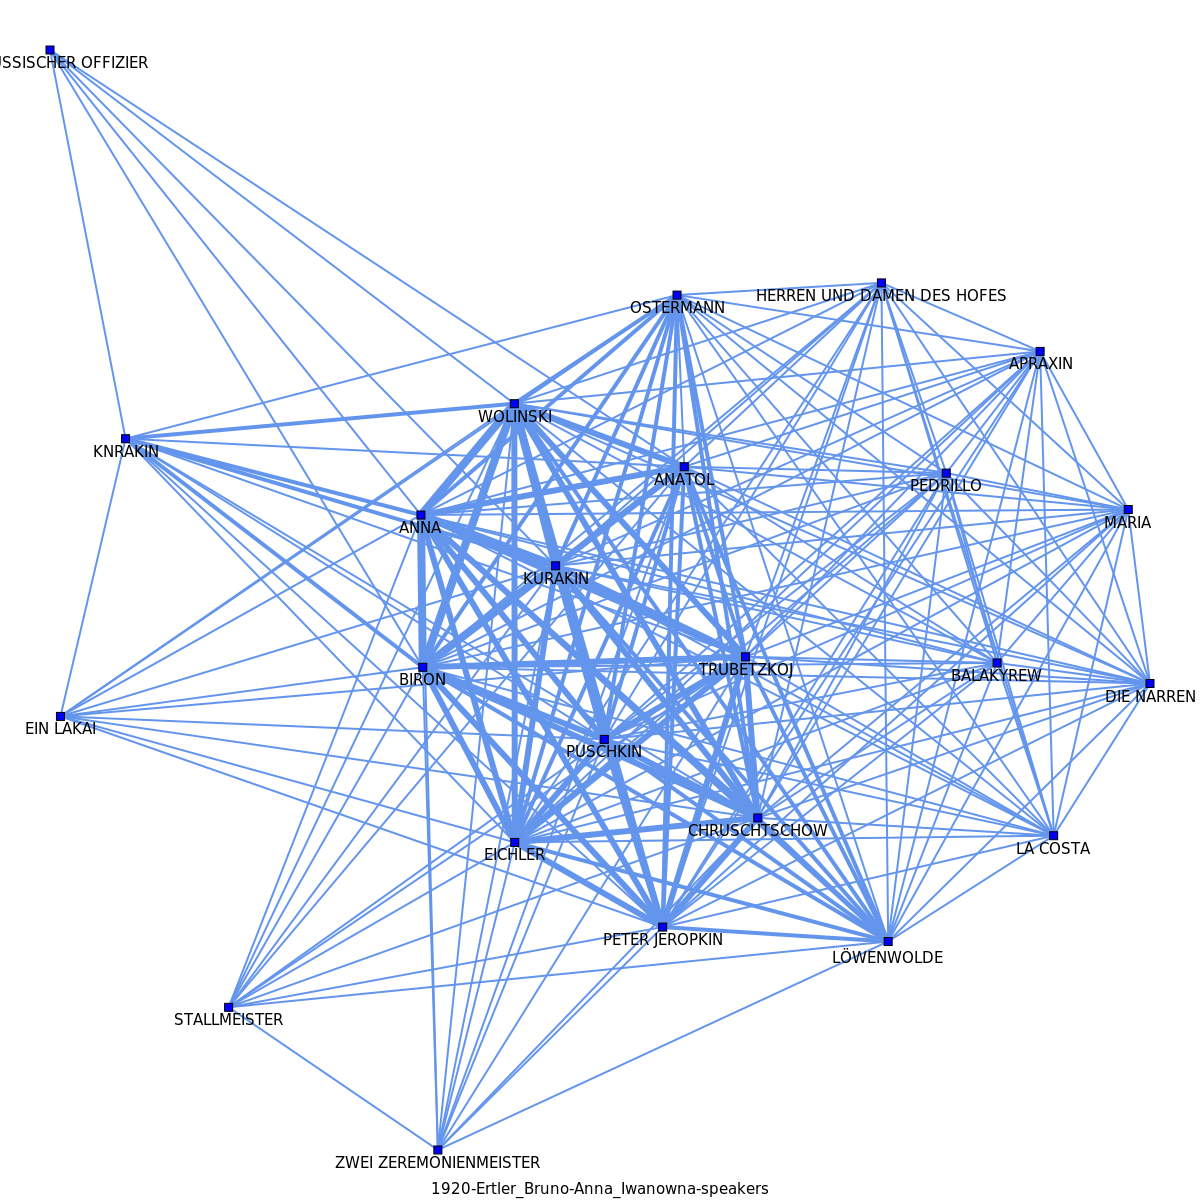 USSISCHER OFFIZIER
OSTERMANN
HERREN UND DAMEN DES HOFES
APRAXIN
WOLINSKI
KNRAKIN
ANATOL
PEDRILLO
ANNA
MARIA
KURAKIN
TRUBETZKOJ
BALAKYREW
BIRON
DIE NARREN
EIN LAKAI
PUSCHKIN
CHRUSCHTSCHOW
EICHLER
LA COSTA
PETER JEROPKIN
LÖWENWOLDE
STALLMEISTER
ZWEI ZEREMONIENMEISTER
1920-Ertler_Bruno-Anna_Iwanowna-speakers